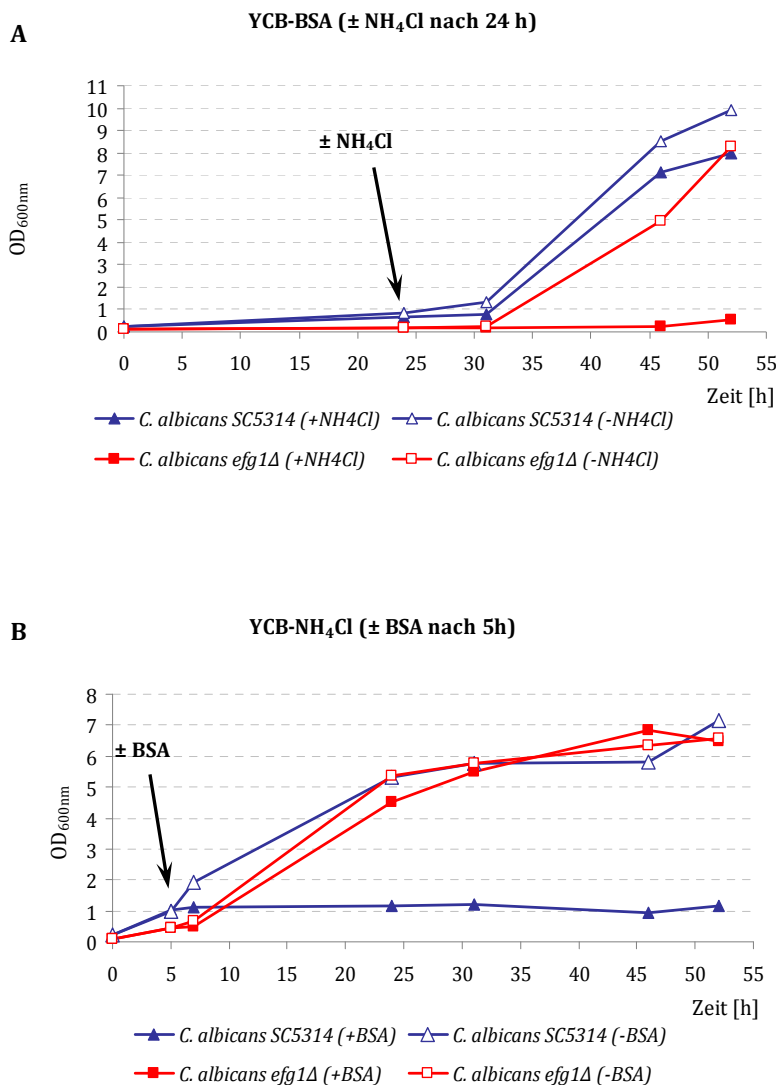 YCB-BSA (± NH₄Cl nach 24 h)
A
11
10
9
8
7
6
5
4
3
2
1
0
OD₆₀₀nm
± NH₄Cl
0 5 10 15 20 25 30 35 40 45 50 55
Zeit [h]
C. albicans SC5314 (+NH4Cl) C. albicans SC5314 (-NH4Cl)
C. albicans efg1Δ (+NH4Cl) C. albicans efg1Δ (-NH4Cl)
B
YCB-NH₄Cl (± BSA nach 5h)
8
7
6
5
4
3
2
1
0
OD₆₀₀nm
± BSA
0 5 10 15 20 25 30 35 40 45 50 55
Zeit [h]
C. albicans SC5314 (+BSA) C. albicans SC5314 (-BSA)
C. albicans efg1Δ (+BSA) C. albicans efg1Δ (-BSA)